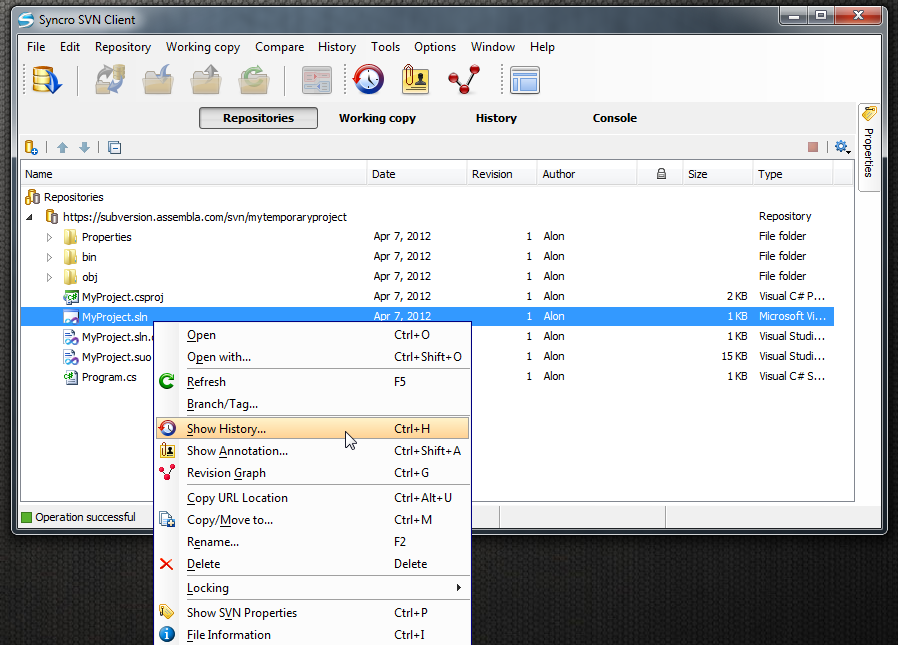 Syncro SVN Client
File Edit Repository Working copy Compare History Tools Options Window Help
Repositories Working copy History Console
Properties
Name Date Revision Author Size Type
Repositories
https://subversion.assembla.com/svn/mytemporaryproject Repository
Properties Apr 7, 2012 1 Alon File folder
bin Apr 7, 2012 1 Alon File folder
obj Apr 7, 2012 1 Alon File folder
MyProject.csproj Apr 7, 2012 1 Alon 2 KB Visual C# P...
MyProject.sln Apr 7, 2012 1 Alon 1 KB Microsoft Vi...
MyProject.sln. 1 Alon 1 KB Visual Studi...
MyProject.suo 1 Alon 15 KB Visual Studi...
Program.cs 1 Alon 1 KB Visual C# S...
Open Ctrl+O
Open with... Ctrl+Shift+O
Refresh F5
Branch/Tag...
Show History... Ctrl+H
Show Annotation... Ctrl+Shift+A
Revision Graph Ctrl+G
Copy URL Location Ctrl+Alt+U
Copy/Move to... Ctrl+M
Rename... F2
Delete Delete
Locking
Show SVN Properties Ctrl+P
File Information Ctrl+I
Operation successful